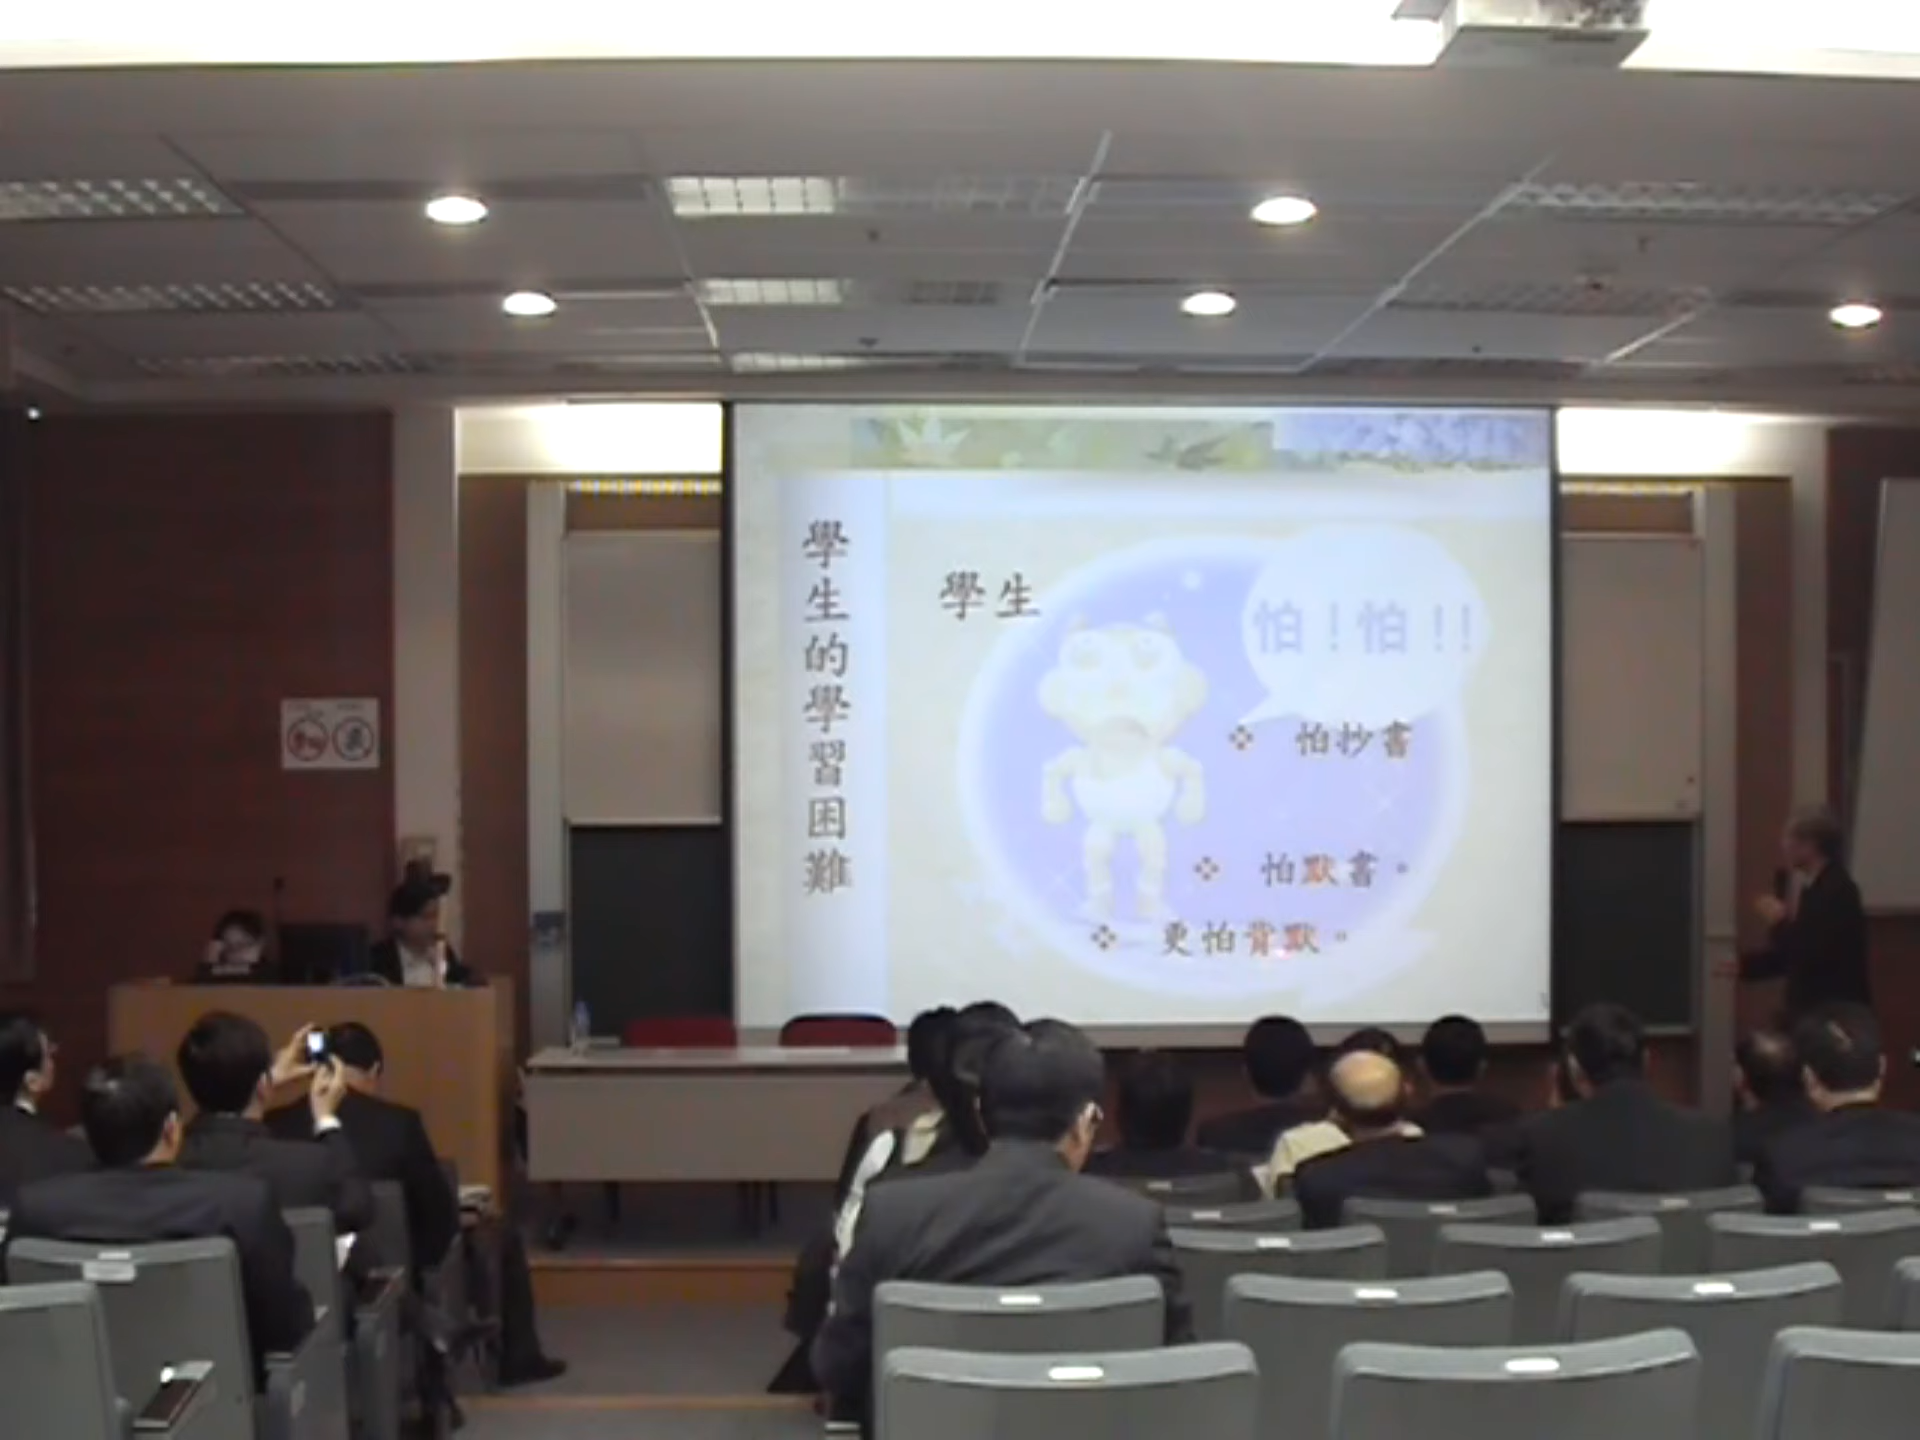 學生的學習困難
學生
怕！怕！！
❖ 怕抄書
❖ 怕默書。
❖ 更怕背默。